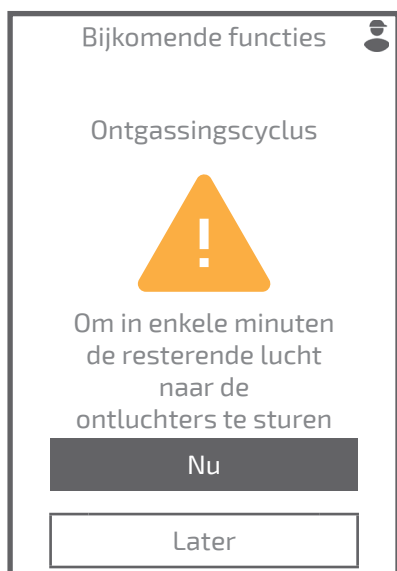 Bijkomende functies
Ontgassingscyclus
!
Om in enkele minuten
de resterende lucht
naar de
ontluchters te sturen
Nu
Later